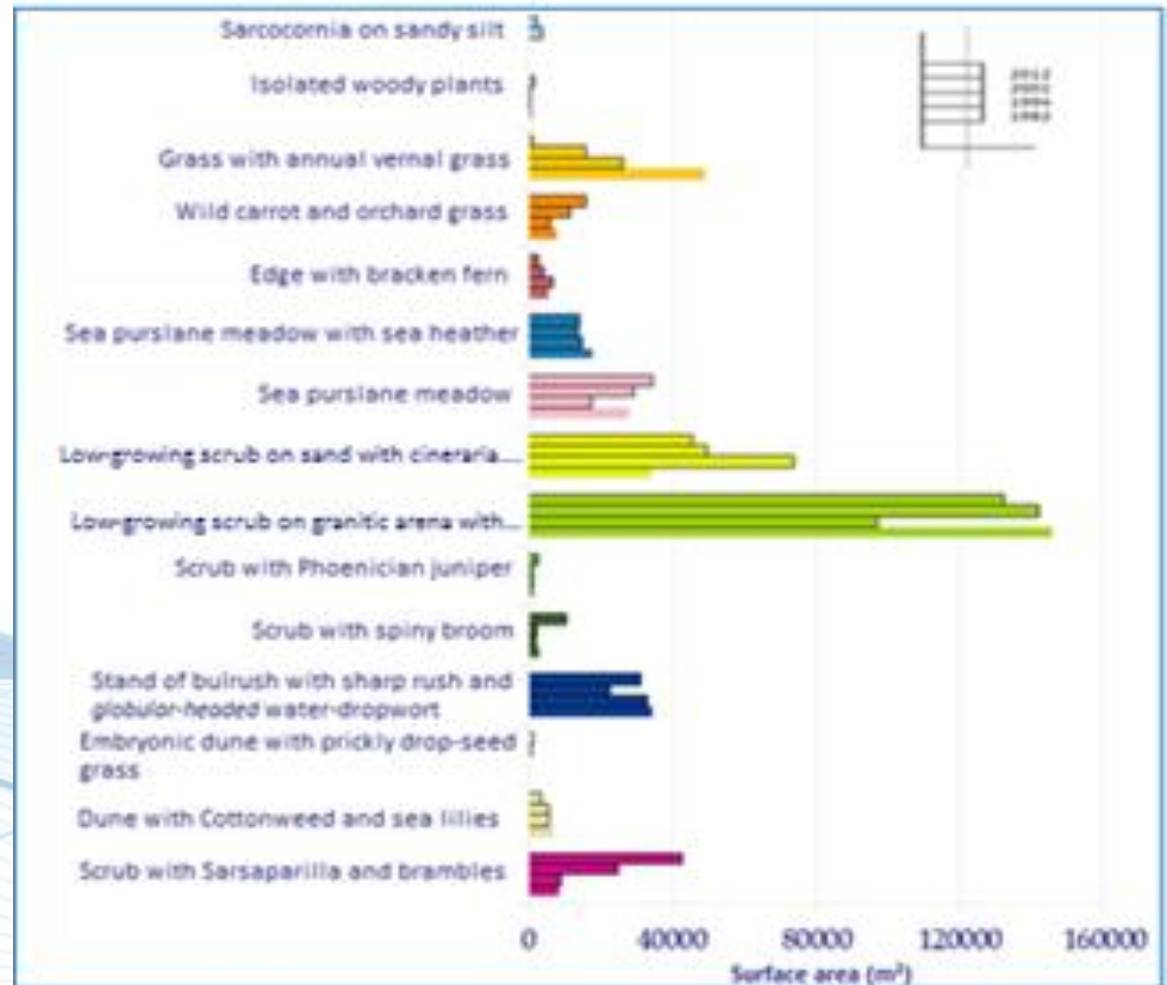 Sarcocornia on sandy silt
Isolated woody plants
Grass with annual vernal grass
Wild carrot and orchard grass
Edge with bracken fern
Sea purslane meadow with sea heather
Sea purslane meadow
Low-growing scrub on sand with cineraria....
Low-growing scrub on granitic arena with...
Scrub with Phoenician juniper
Scrub with spiny broom
Stand of bulrush with sharp rush and
globular-headed water-dropwort
Embryonic dune with prickly drop-seed
grass
Dune with Cottonweed and sea lillies
Scrub with Sarsaparilla and brambles
2012
1994
1982
0 40000 80000 120000 160000
Surface area (m²)